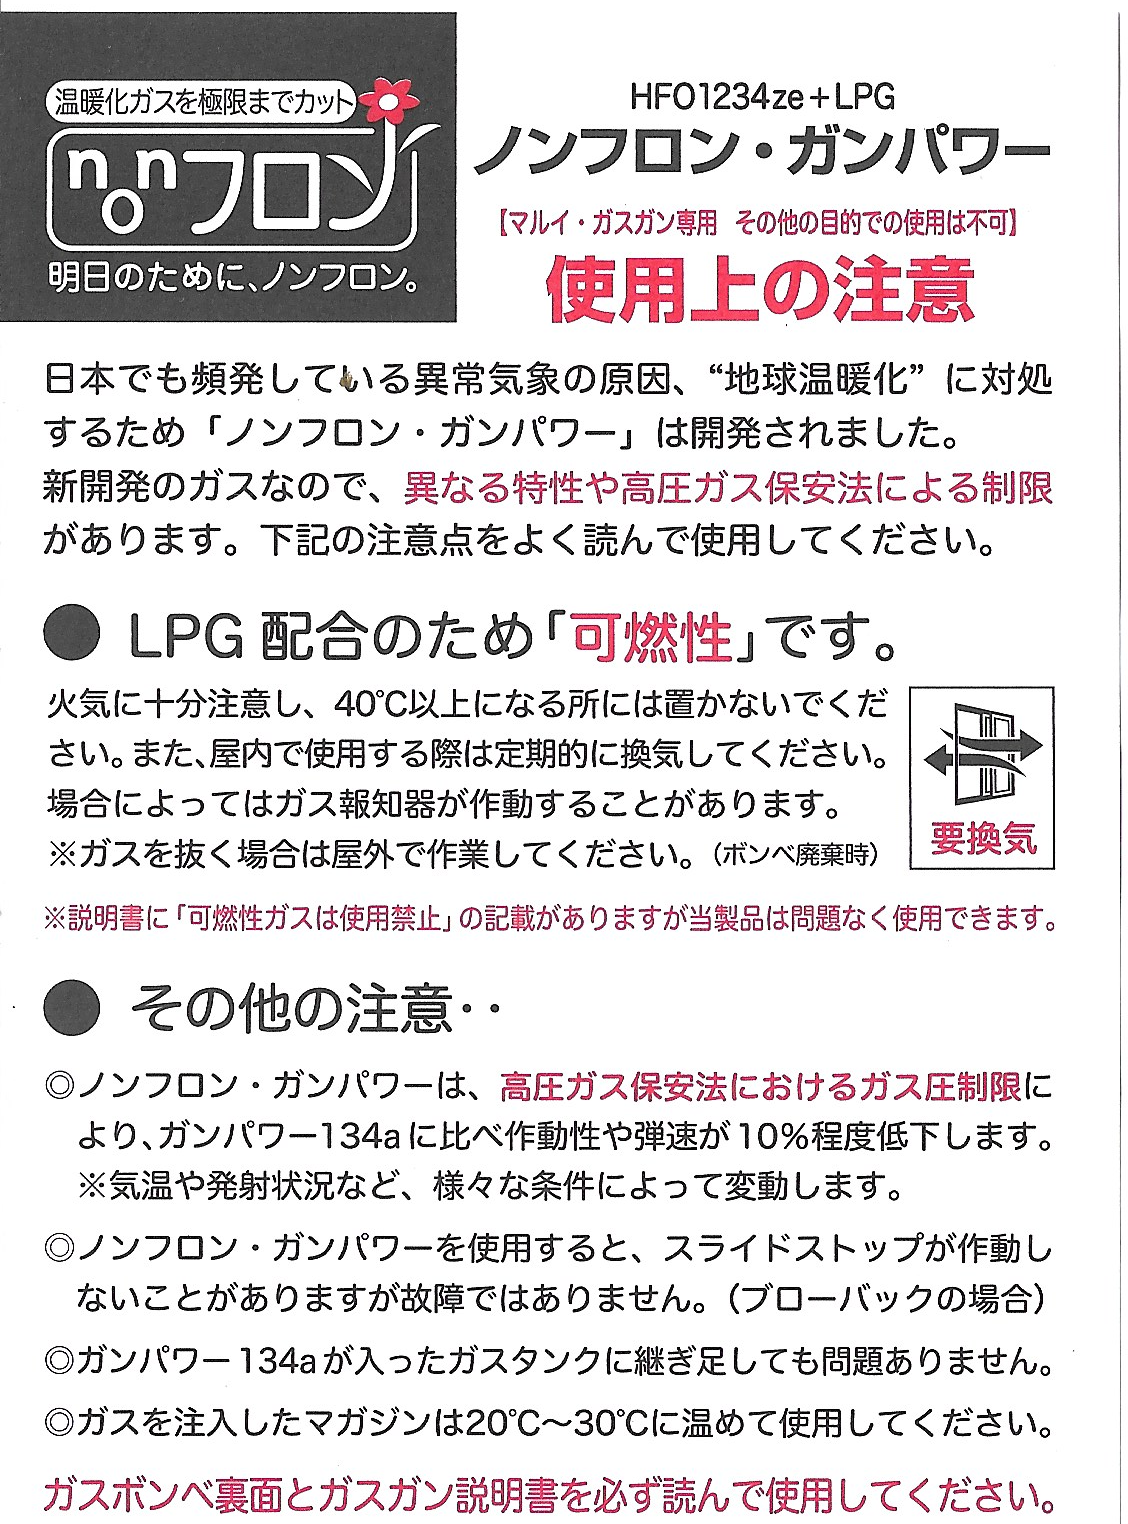 温暖化ガスを極限までカット
nonフロン
明日のために、ノンフロン。
HFO1234ze+LPG
ノンフロン・ガンパワー
【マルイ・ガスガン専用 その他の目的での使用は不可】
使用上の注意
日本でも頻発している異常気象の原因、“地球温暖化”に対処
するため「ノンフロン・ガンパワー」は開発されました。
新開発のガスなので、異なる特性や高圧ガス保安法による制限
があります。下記の注意点をよく読んで使用してください。
● LPG 配合のため「可燃性」です。
火気に十分注意し、40℃以上になる所には置かないでくだ
さい。また、屋内で使用する際は定期的に換気してください。
場合によってはガス報知器が作動することがあります。
※ガスを抜く場合は屋外で作業してください。（ボンベ廃棄時）
要換気
※説明書に「可燃性ガスは使用禁止」の記載がありますが当製品は問題なく使用できます。
● その他の注意・・
◎ノンフロン・ガンパワーは、高圧ガス保安法におけるガス圧制限に
より、ガンパワー134aに比べ作動性や弾速が10%程度低下します。
※気温や発射状況など、様々な条件によって変動します。
◎ノンフロン・ガンパワーを使用すると、スライドストップが作動し
ないことがありますが故障ではありません。（ブローバックの場合）
◎ガンパワー134aが入ったガスタンクに継ぎ足しても問題ありません。
◎ガスを注入したマガジンは20℃～30℃に温めて使用してください。
ガスボンベ裏面とガスガン説明書を必ず読んで使用してください。